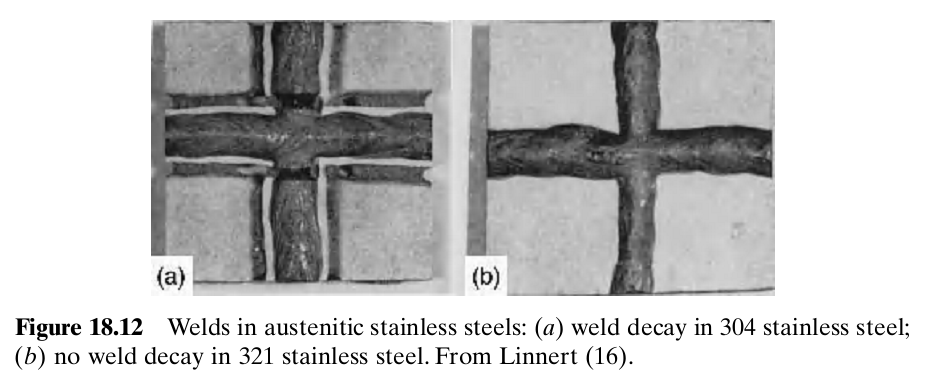 (a)
(b)
Figure 18.12 Welds in austenitic stainless steels: (a) weld decay in 304 stainless steel;
(b) no weld decay in 321 stainless steel. From Linnert (16).